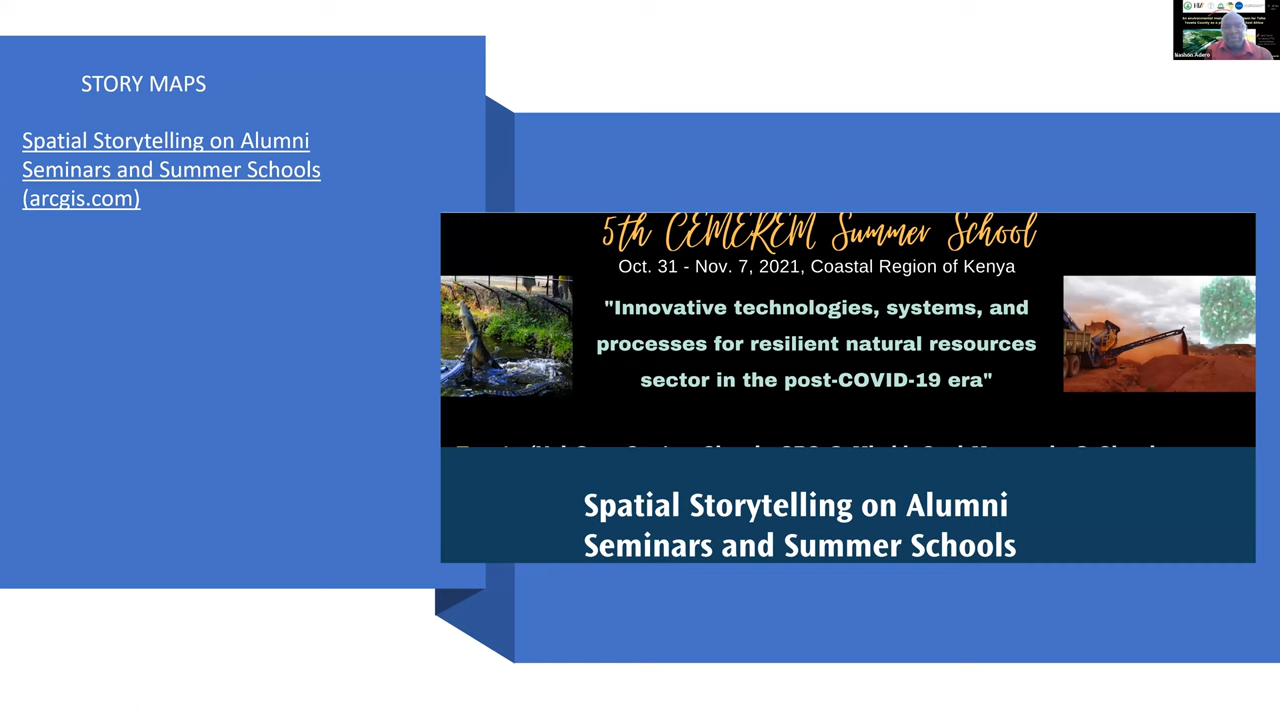 STORY MAPS
Spatial Storytelling on Alumni
Seminars and Summer Schools
(arcgis.com)
5th CEMEREM Summer School
Oct. 31 - Nov. 7, 2021, Coastal Region of Kenya
"Innovative technologies, systems, and
processes for resilient natural resources
sector in the post-COVID-19 era"
Spatial Storytelling on Alumni
Seminars and Summer Schools
Nashon Adero